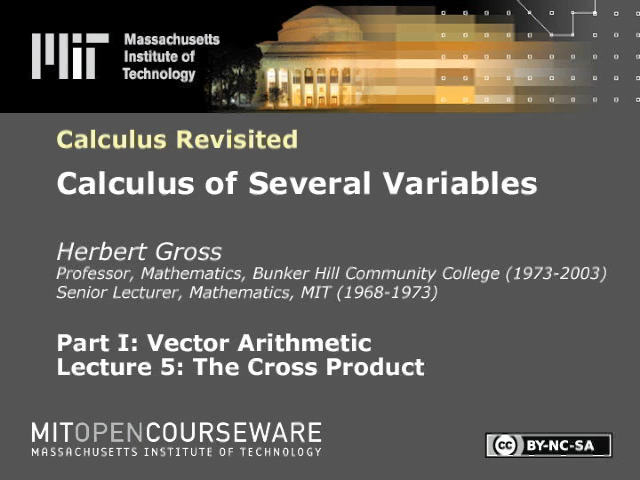 MIT
Massachusetts
Institute of
Technology
Calculus Revisited
Calculus of Several Variables
Herbert Gross
Professor, Mathematics, Bunker Hill Community College (1973-2003)
Senior Lecturer, Mathematics, MIT (1968-1973)
Part I: Vector Arithmetic
Lecture 5: The Cross Product
MITOPENCOURSEWARE
MASSACHUSETTS INSTITUTE OF TECHNOLOGY
cc BY-NC-SA